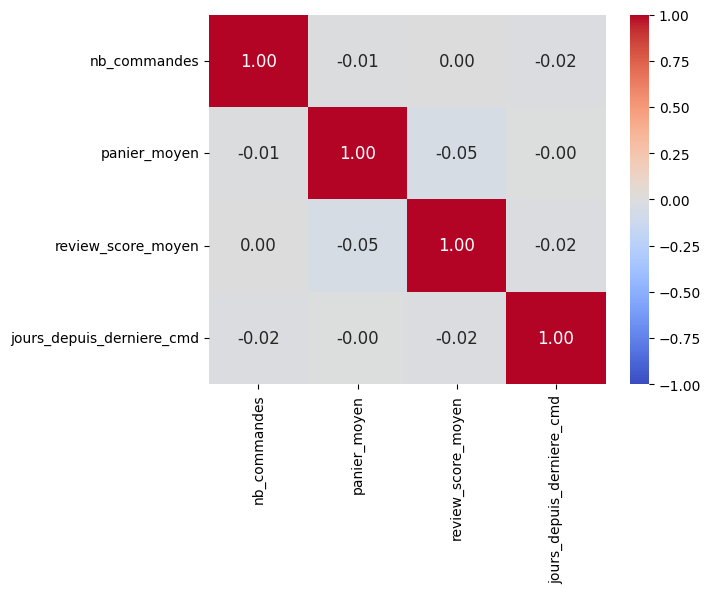 nb_commandes 1.00 -0.01 0.00 -0.02
panier_moyen -0.01 1.00 -0.05 -0.00
review_score_moyen 0.00 -0.05 1.00 -0.02
jours_depuis_derniere_cmd -0.02 -0.00 -0.02 1.00
nb_commandes
panier_moyen
review_score_moyen
jours_depuis_derniere_cmd
1.00
0.75
0.50
0.25
0.00
−0.25
−0.50
−0.75
−1.00